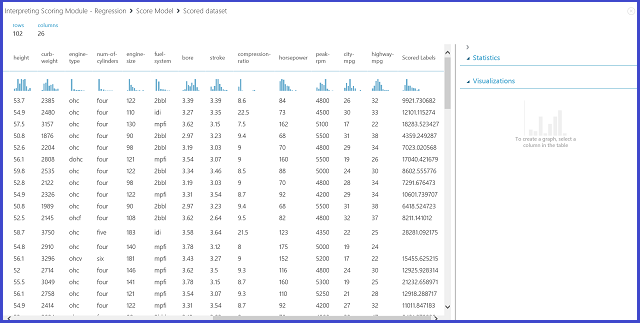 Interpreting Scoring Module - Regression > Score Model > Scored dataset
rows columns
102 26
height curb-weight engine-type num-of-cylinders engine-size fuel-system bore stroke compression-ratio horsepower peak-rpm city-mpg highway-mpg Scored Labels
53.7 2385 ohc four 122 2bbl 3.39 3.39 8.6 84 4800 26 32 9921.730682
54.9 2480 ohc four 110 idi 3.27 3.35 22.5 73 4500 30 33 12101.115274
57.5 3157 ohc four 130 mpfi 3.62 3.15 7.5 162 5100 17 22 18283.523427
50.8 1876 ohc four 90 2bbl 2.97 3.23 9.4 68 5500 31 38 4359.249287
52.6 2204 ohc four 98 2bbl 3.19 3.03 9 70 4800 29 34 7023.020568
56.1 2808 dohc four 121 mpfi 3.54 3.07 9 160 5500 19 26 17040.421679
59.8 2535 ohc four 122 2bbl 3.34 3.46 8.5 88 5000 24 30 8602.555776
52.8 2122 ohc four 98 2bbl 3.19 3.03 9 70 4800 28 34 7291.676473
54.9 2326 ohc four 122 mpfi 3.31 3.54 8.7 92 4200 29 34 10601.739707
50.8 1989 ohc four 90 2bbl 2.97 3.23 9.4 68 5500 31 38 6418.524723
52.5 2145 ohcf four 108 2bbl 3.62 2.64 9.5 82 4800 32 37 8211.141012
58.7 3750 ohc five 183 idi 3.58 3.64 21.5 123 4350 22 25 28281.092175
54.8 2910 ohc four 140 mpfi 3.78 3.12 8 175 5000 19 24
56.1 3296 ohcv six 181 mpfi 3.43 3.27 9 152 5200 17 22 15455.625215
52 2714 ohc four 146 mpfi 3.62 3.5 9.3 116 4800 24 30 12925.928314
55.5 3049 ohc four 141 mpfi 3.78 3.15 8.7 160 5300 19 25 21232.658971
56.1 2758 ohc four 121 mpfi 3.54 3.07 9.3 110 5250 21 28 12918.288717
54.9 2414 ohc four 122 mpfi 3.31 3.54 8.7 92 4200 27 32 11011.847183
Statistics
Visualizations
To create a graph, select a
column in the table